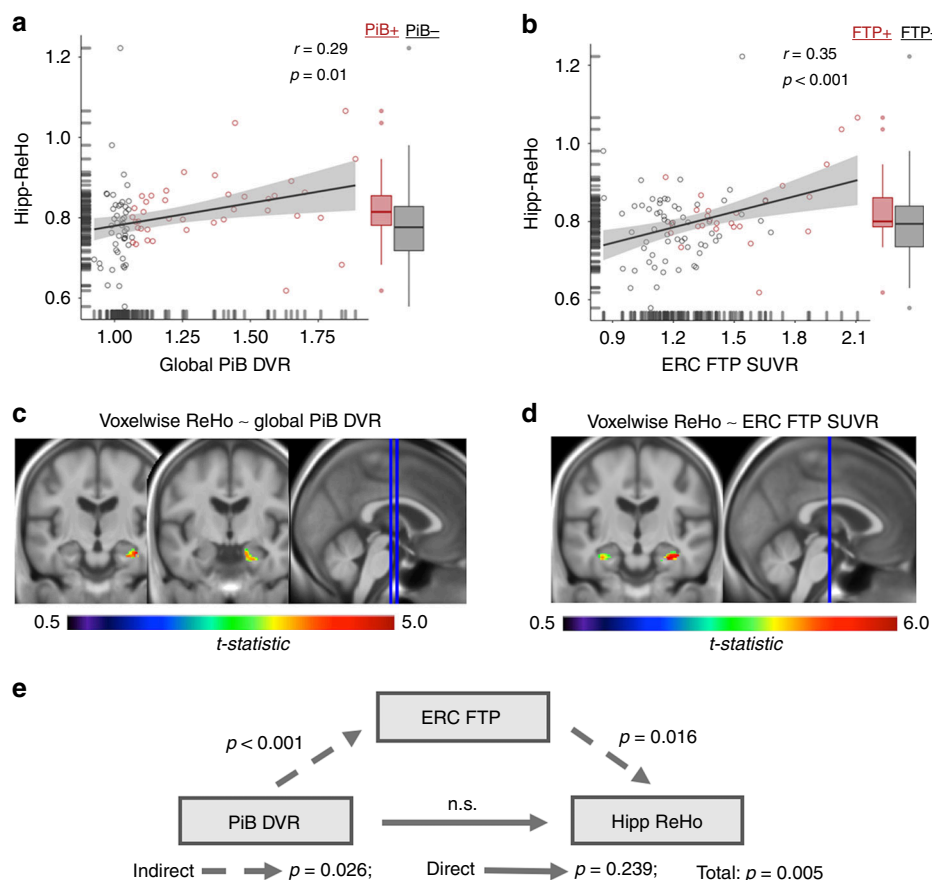 a
PiB+ PiB–
r = 0.29
p = 0.01
1.2
1.0
0.8
0.6
Hipp-ReHo
1.00 1.25 1.50 1.75
Global PiB DVR
b
FTP+ FTP-
r = 0.35
p < 0.001
1.2
1.0
0.8
0.6
Hipp-ReHo
0.9 1.2 1.5 1.8 2.1
ERC FTP SUVR
c
Voxelwise ReHo ~ global PiB DVR
0.5 5.0
t-statistic
d
Voxelwise ReHo ~ ERC FTP SUVR
0.5 6.0
t-statistic
e
ERC FTP
p < 0.001
p = 0.016
n.s.
PiB DVR
Hipp ReHo
Indirect p = 0.026; Direct p = 0.239; Total: p = 0.005